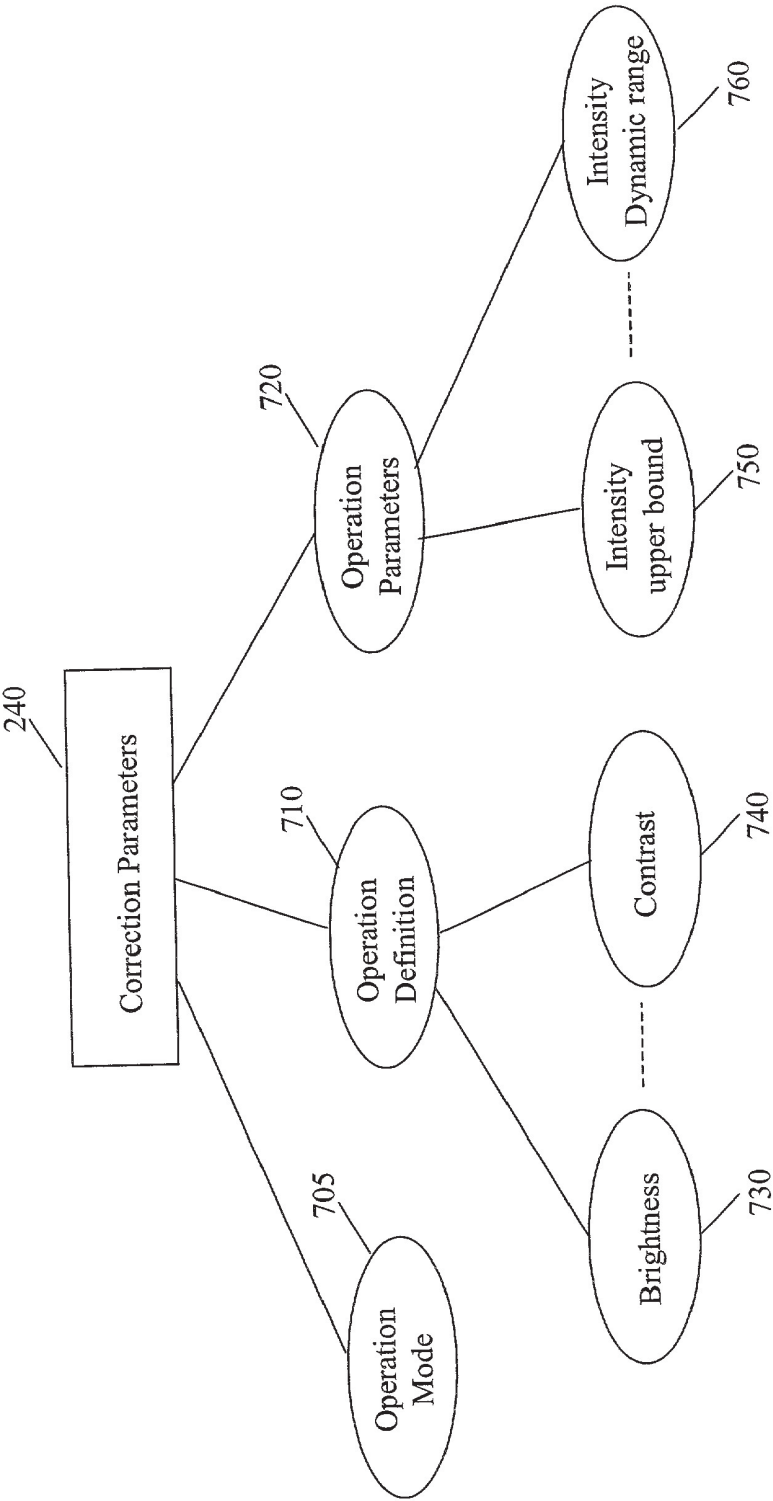 240
Correction Parameters
705
Operation
Mode
710
Operation
Definition
720
Operation
Parameters
Brightness
730
Contrast
740
Intensity
upper bound
750
Intensity
Dynamic range
760